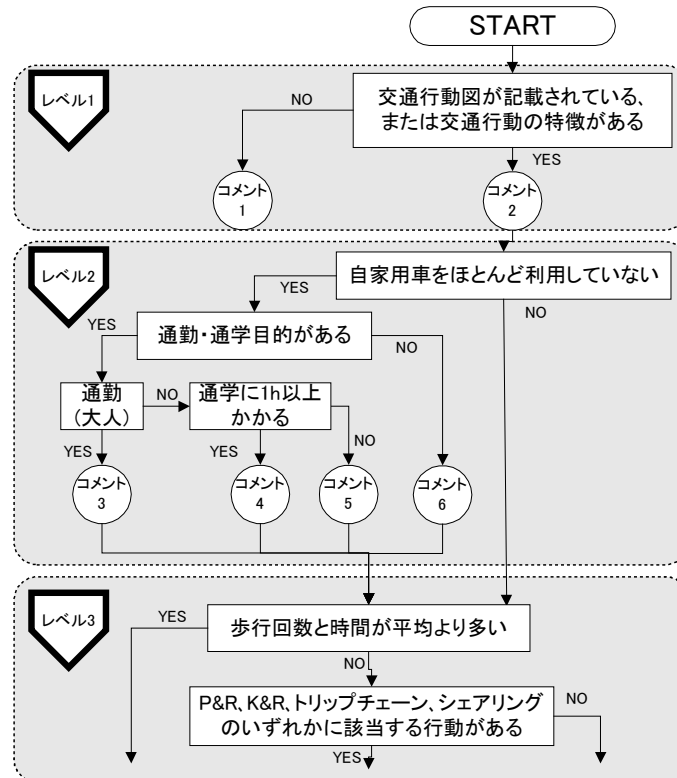 START
レベル1
NO
交通行動図が記載されている、
または交通行動の特徴がある
YES
コメント
1
コメント
2
レベル2
自家用車をほとんど利用していない
YES
NO
YES
通勤・通学目的がある
NO
通勤
(大人)
NO
通学に1h以上
かかる
YES
YES
NO
コメント
3
コメント
4
コメント
5
コメント
6
レベル3
YES
歩行回数と時間が平均より多い
NO
P&R、K&R、トリップチェーン、シェアリング
のいずれかに該当する行動がある
NO
YES